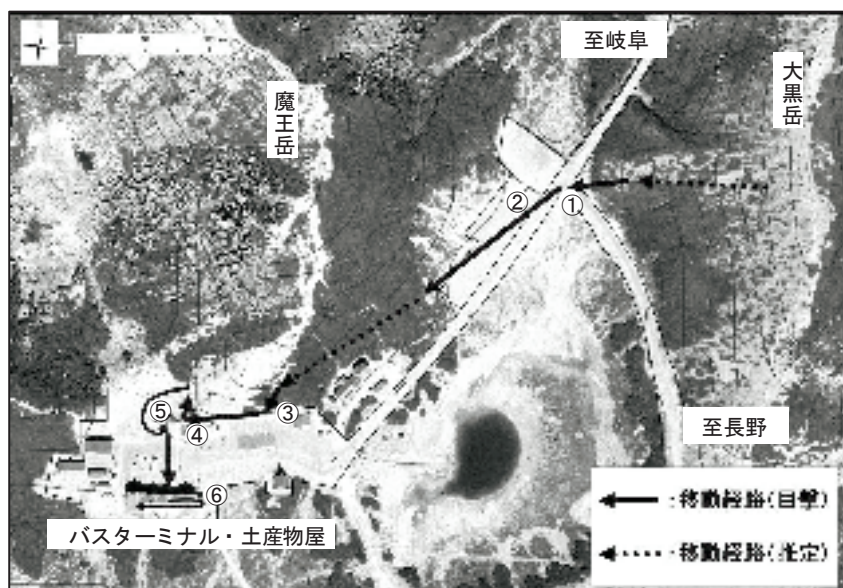 至岐阜
大黒岳
魔王岳
①
②
③
④
⑤
⑥
至長野
バスターミナル・土産物屋
:移動経路(目撃)
:移動経路(推定)